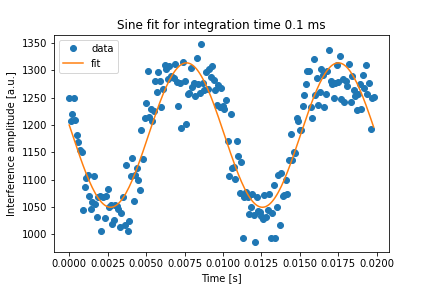 Sine fit for integration time 0.1 ms
data
fit
Interference amplitude [a.u.]
1350
1300
1250
1200
1150
1100
1050
1000
0.0000 0.0025 0.0050 0.0075 0.0100 0.0125 0.0150 0.0175 0.0200
Time [s]